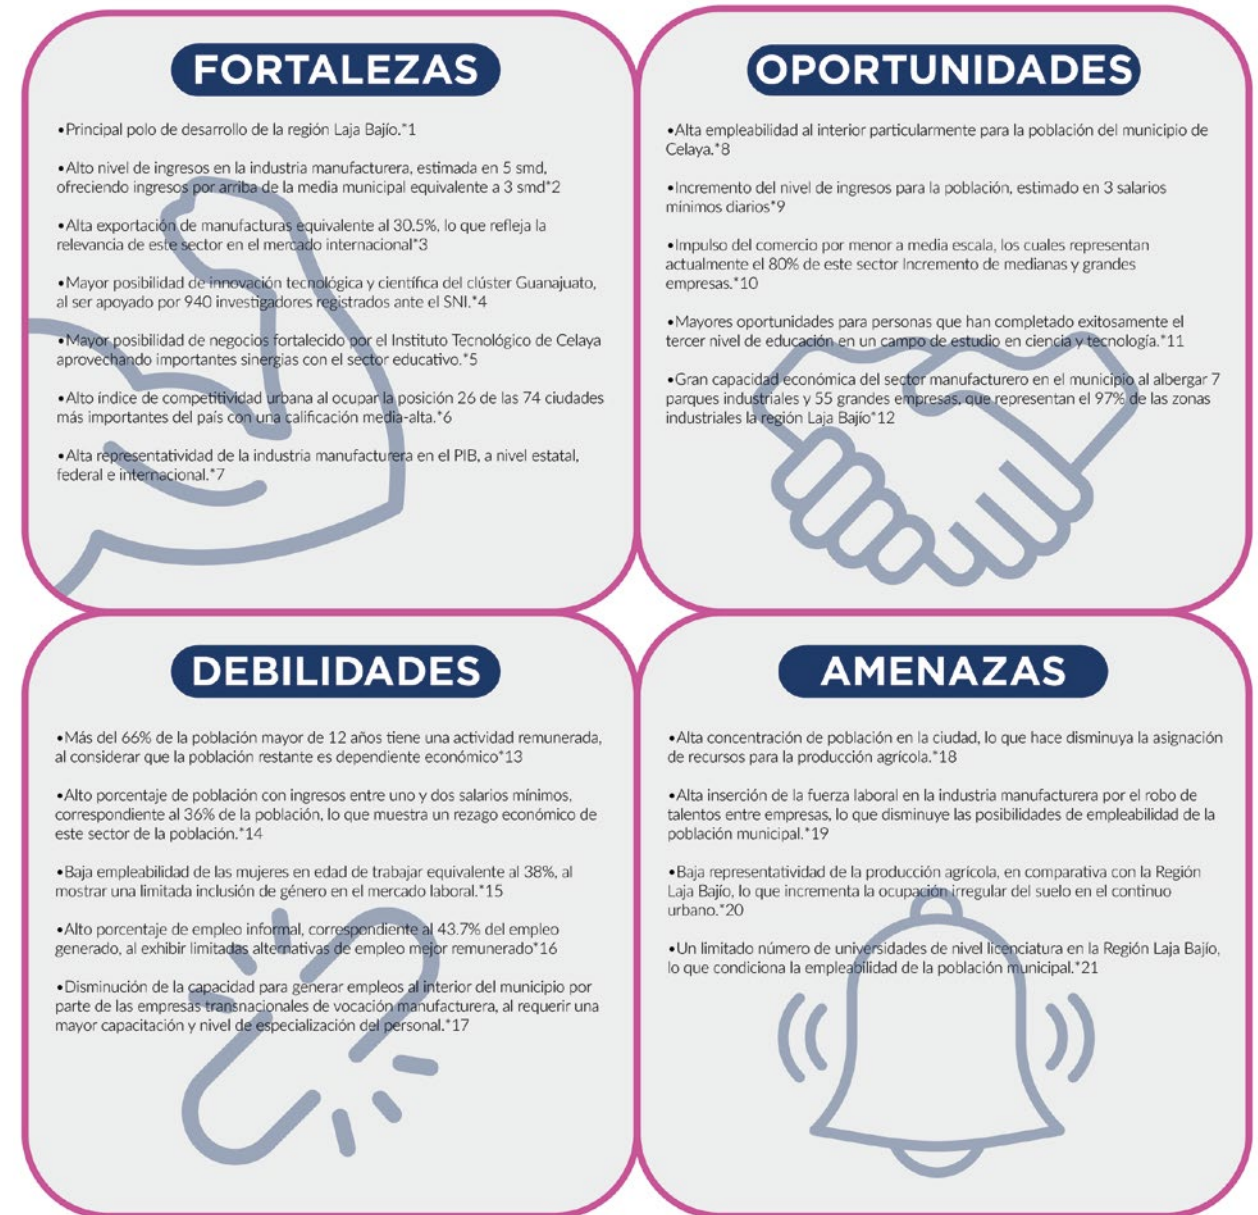 FORTALEZAS
•Principal polo de desarrollo de la región Laja Bajío.*1
•Alto nivel de ingresos en la industria manufacturera, estimada en 5 smd,
ofreciendo ingresos por arriba de la media municipal equivalente a 3 smd*2
•Alta exportación de manufacturas equivalente al 30.5%, lo que refleja la
relevancia de este sector en el mercado internacional*3
•Mayor posibilidad de innovación tecnológica y científica del clúster Guanajuato,
al ser apoyado por 940 investigadores registrados ante el SNI.*4
•Mayor posibilidad de negocios fortalecido por el Instituto Tecnológico de Celaya
aprovechando importantes sinergias con el sector educativo.*5
•Alto índice de competitividad urbana al ocupar la posición 26 de las 74 ciudades
más importantes del país con una calificación media-alta.*6
•Alta representatividad de la industria manufacturera en el PIB, a nivel estatal,
federal e internacional.*7
OPORTUNIDADES
•Alta empleabilidad al interior particularmente para la población del municipio de
Celaya.*8
•Incremento del nivel de ingresos para la población, estimado en 3 salarios
mínimos diarios*9
•Impulso del comercio por menor a media escala, los cuales representan
actualmente el 80% de este sector Incremento de medianas y grandes
empresas.*10
•Mayores oportunidades para personas que han completado exitosamente el
tercer nivel de educación en un campo de estudio en ciencia y tecnología.*11
•Gran capacidad económica del sector manufacturero en el municipio al albergar 7
parques industriales y 55 grandes empresas, que representan el 97% de las zonas
industriales la región Laja Bajío*12
DEBILIDADES
•Más del 66% de la población mayor de 12 años tiene una actividad remunerada,
al considerar que la población restante es dependiente económico*13
•Alto porcentaje de población con ingresos entre uno y dos salarios mínimos,
correspondiente al 36% de la población, lo que muestra un rezago económico de
este sector de la población.*14
•Baja empleabilidad de las mujeres en edad de trabajar equivalente al 38%, al
mostrar una limitada inclusión de género en el mercado laboral.*15
•Alto porcentaje de empleo informal, correspondiente al 43.7% del empleo
generado, al exhibir limitadas alternativas de empleo mejor remunerado*16
•Disminución de la capacidad para generar empleos al interior del municipio por
parte de las empresas transnacionales de vocación manufacturera, al requerir una
mayor capacitación y nivel de especialización del personal.*17
AMENAZAS
•Alta concentración de población en la ciudad, lo que hace disminuya la asignación
de recursos para la producción agrícola.*18
•Alta inserción de la fuerza laboral en la industria manufacturera por el robo de
talentos entre empresas, lo que disminuye las posibilidades de empleabilidad de la
población municipal.*19
•Baja representatividad de la producción agrícola, en comparativa con la Región
Laja Bajío, lo que incrementa la ocupación irregular del suelo en el continuo
urbano.*20
•Un limitado número de universidades de nivel licenciatura en la Región Laja Bajío,
lo que condiciona la empleabilidad de la población municipal.*21